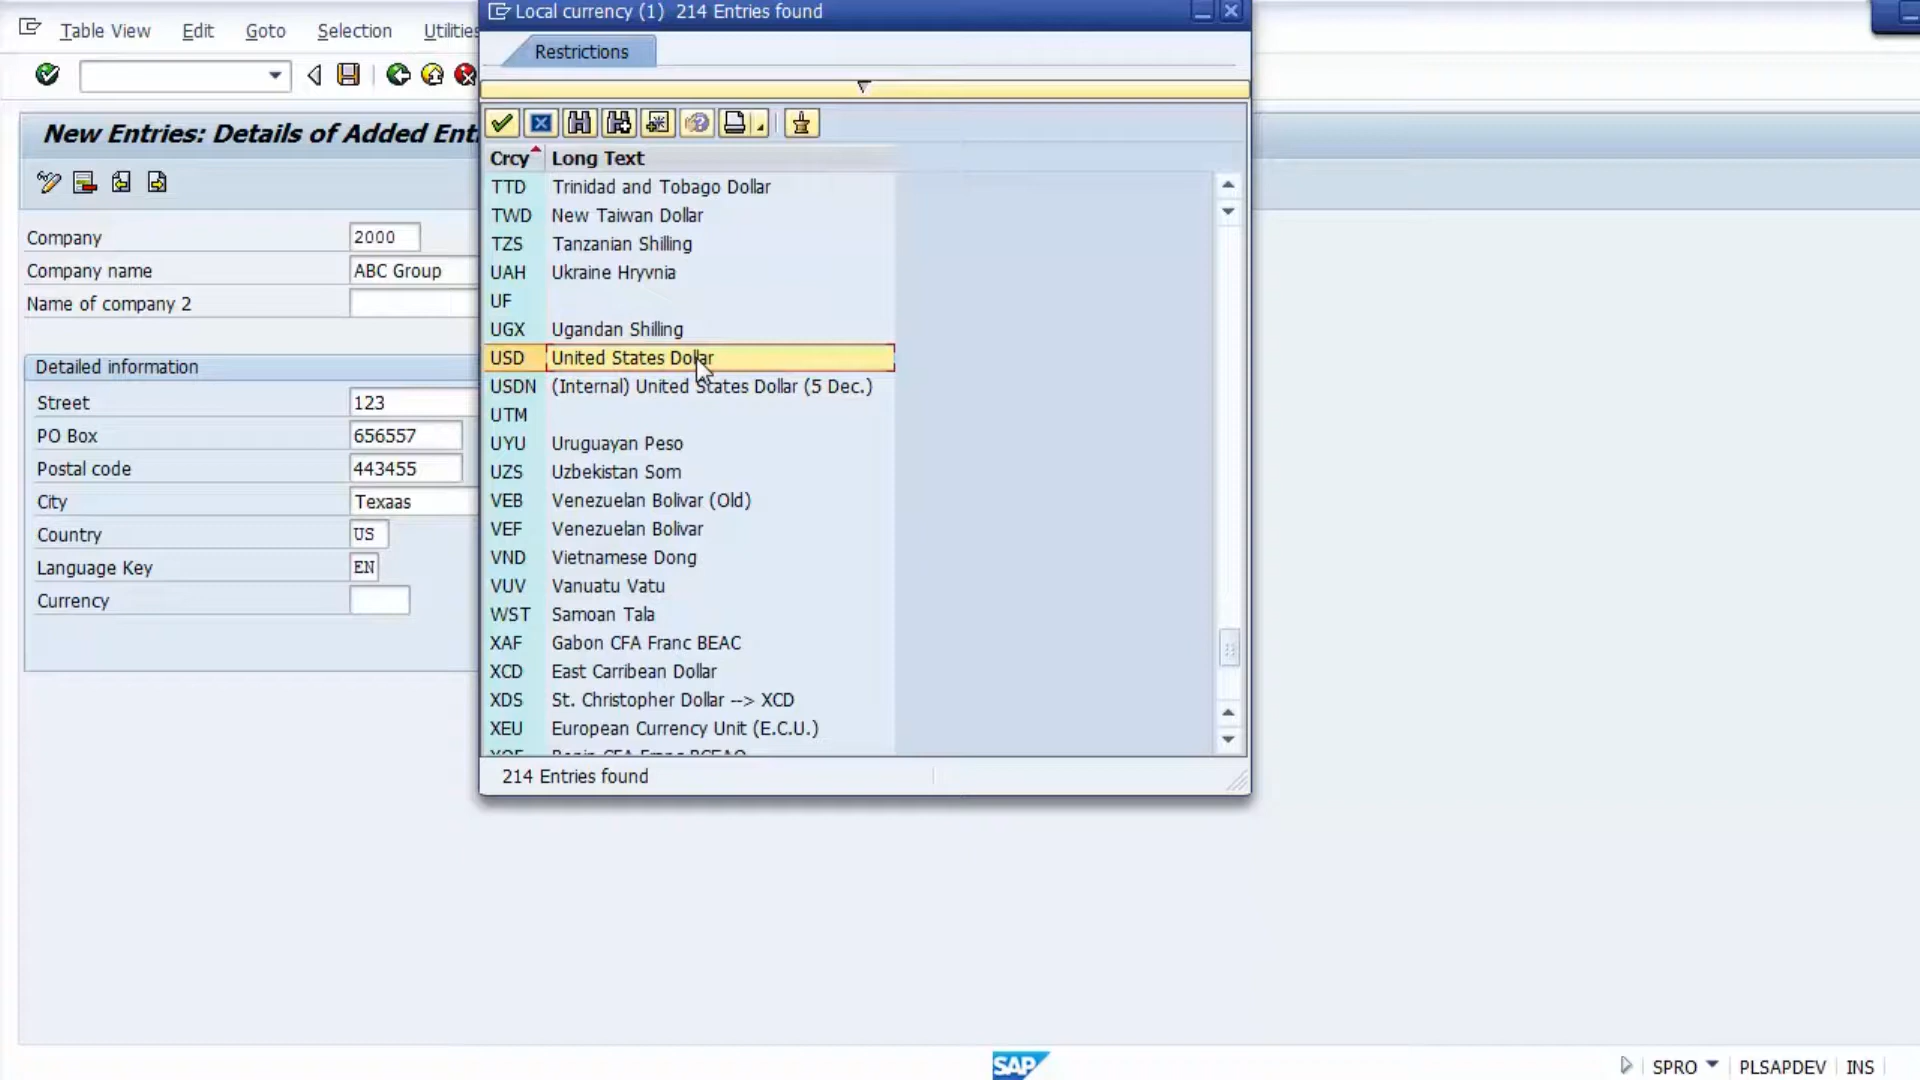 Table View Edit Goto Selection Utilities
New Entries: Details of Added Ent
Company 2000
Company name ABC Group
Name of company 2
Detailed information
Street 123
PO Box 656557
Postal code 443455
City Texaas
Country US
Language Key EN
Currency
Local currency (1) 214 Entries found
Restrictions
Crcy Long Text
TTD Trinidad and Tobago Dollar
TWD New Taiwan Dollar
TZS Tanzanian Shilling
UAH Ukraine Hryvnia
UF
UGX Ugandan Shilling
USD United States Dollar
USDN (Internal) United States Dollar (5 Dec.)
UTM
UYU Uruguayan Peso
UZS Uzbekistan Som
VEB Venezuelan Bolivar (Old)
VEF Venezuelan Bolivar
VND Vietnamese Dong
VUV Vanuatu Vatu
WST Samoan Tala
XAF Gabon CFA Franc BEAC
XCD East Carribean Dollar
XDS St. Christopher Dollar --> XCD
XEU European Currency Unit (E.C.U.)
XOF Benin CFA Franc BCEAO
214 Entries found
SAP SPRO PLSAPDEV INS